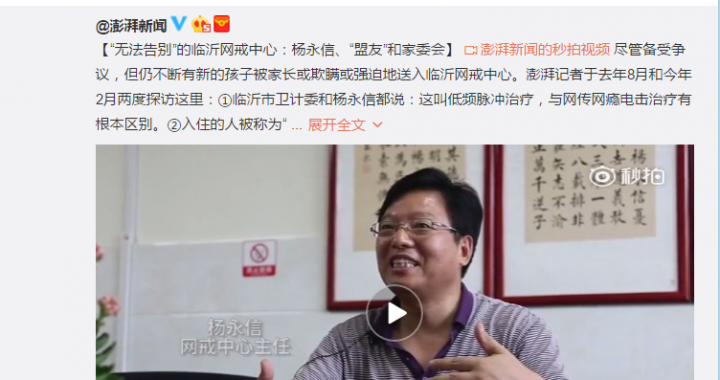 @澎湃新闻
【“无法告别”的临沂网戒中心：杨永信、“盟友”和家委会】 澎湃新闻的秒拍视频 尽管备受争
议，但仍不断有新的孩子被家长或欺瞒或强迫地送入临沂网戒中心。澎湃记者于去年8月和今年
2月两度探访这里：①临沂市卫计委和杨永信都说：这叫低频脉冲治疗，与网传网瘾电击治疗有
根本区别。②入住的人被称为“ ... 展开全文
秒拍
杨永信
网戒中心主任